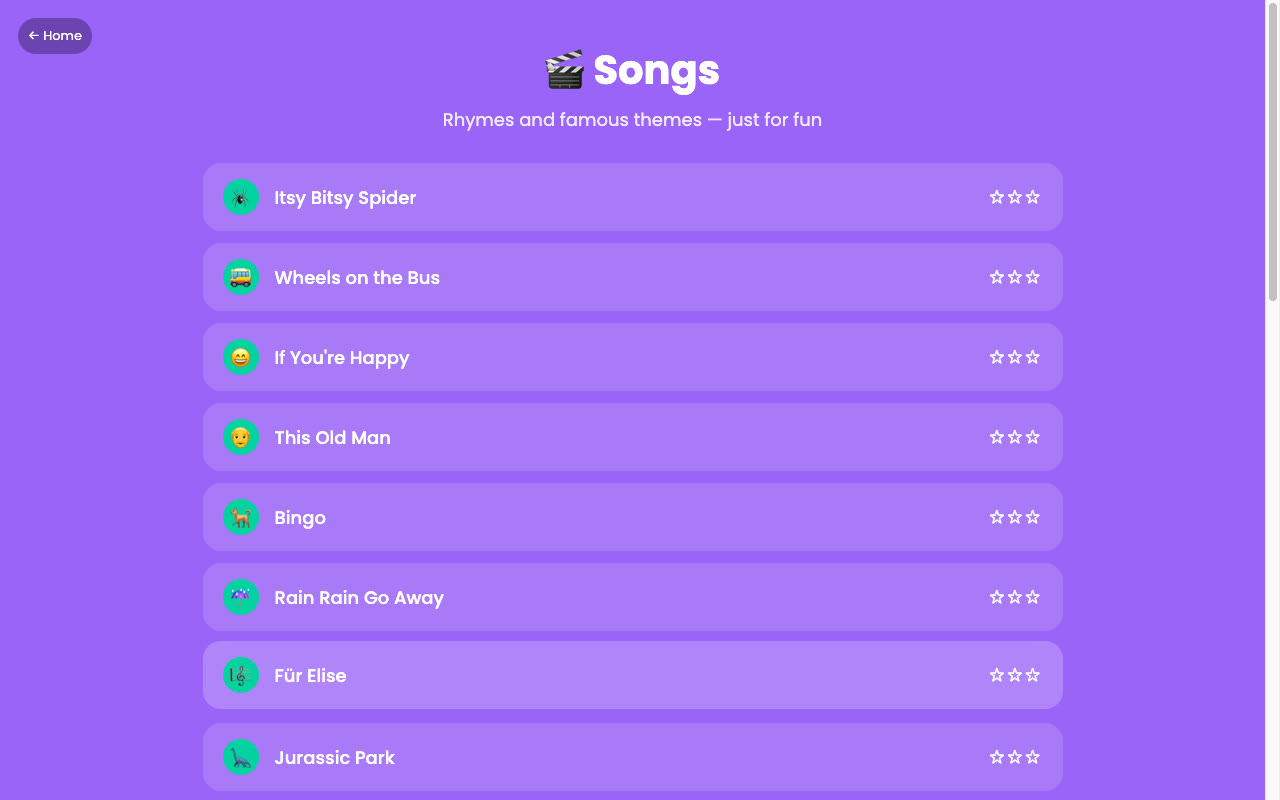 ← Home
🎬 Songs
Rhymes and famous themes — just for fun
Itsy Bitsy Spider
Wheels on the Bus
If You're Happy
This Old Man
Bingo
Rain Rain Go Away
Für Elise
Jurassic Park